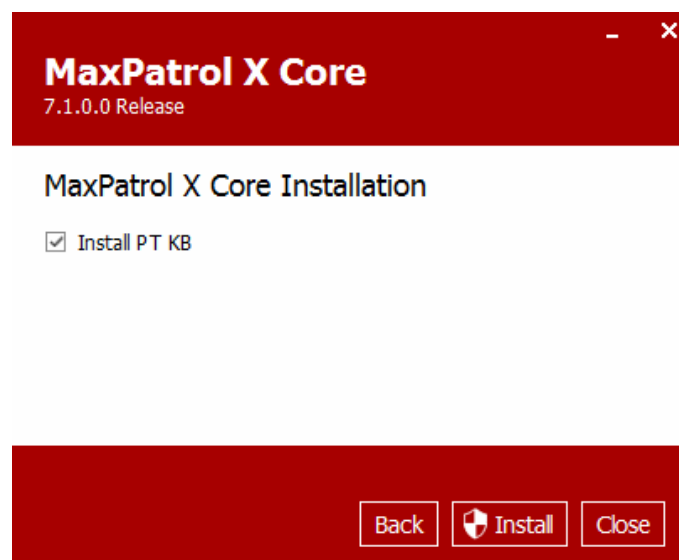 MaxPatrol X Core
7.1.0.0 Release
MaxPatrol X Core Installation
Install PT KB
Back
Install
Close